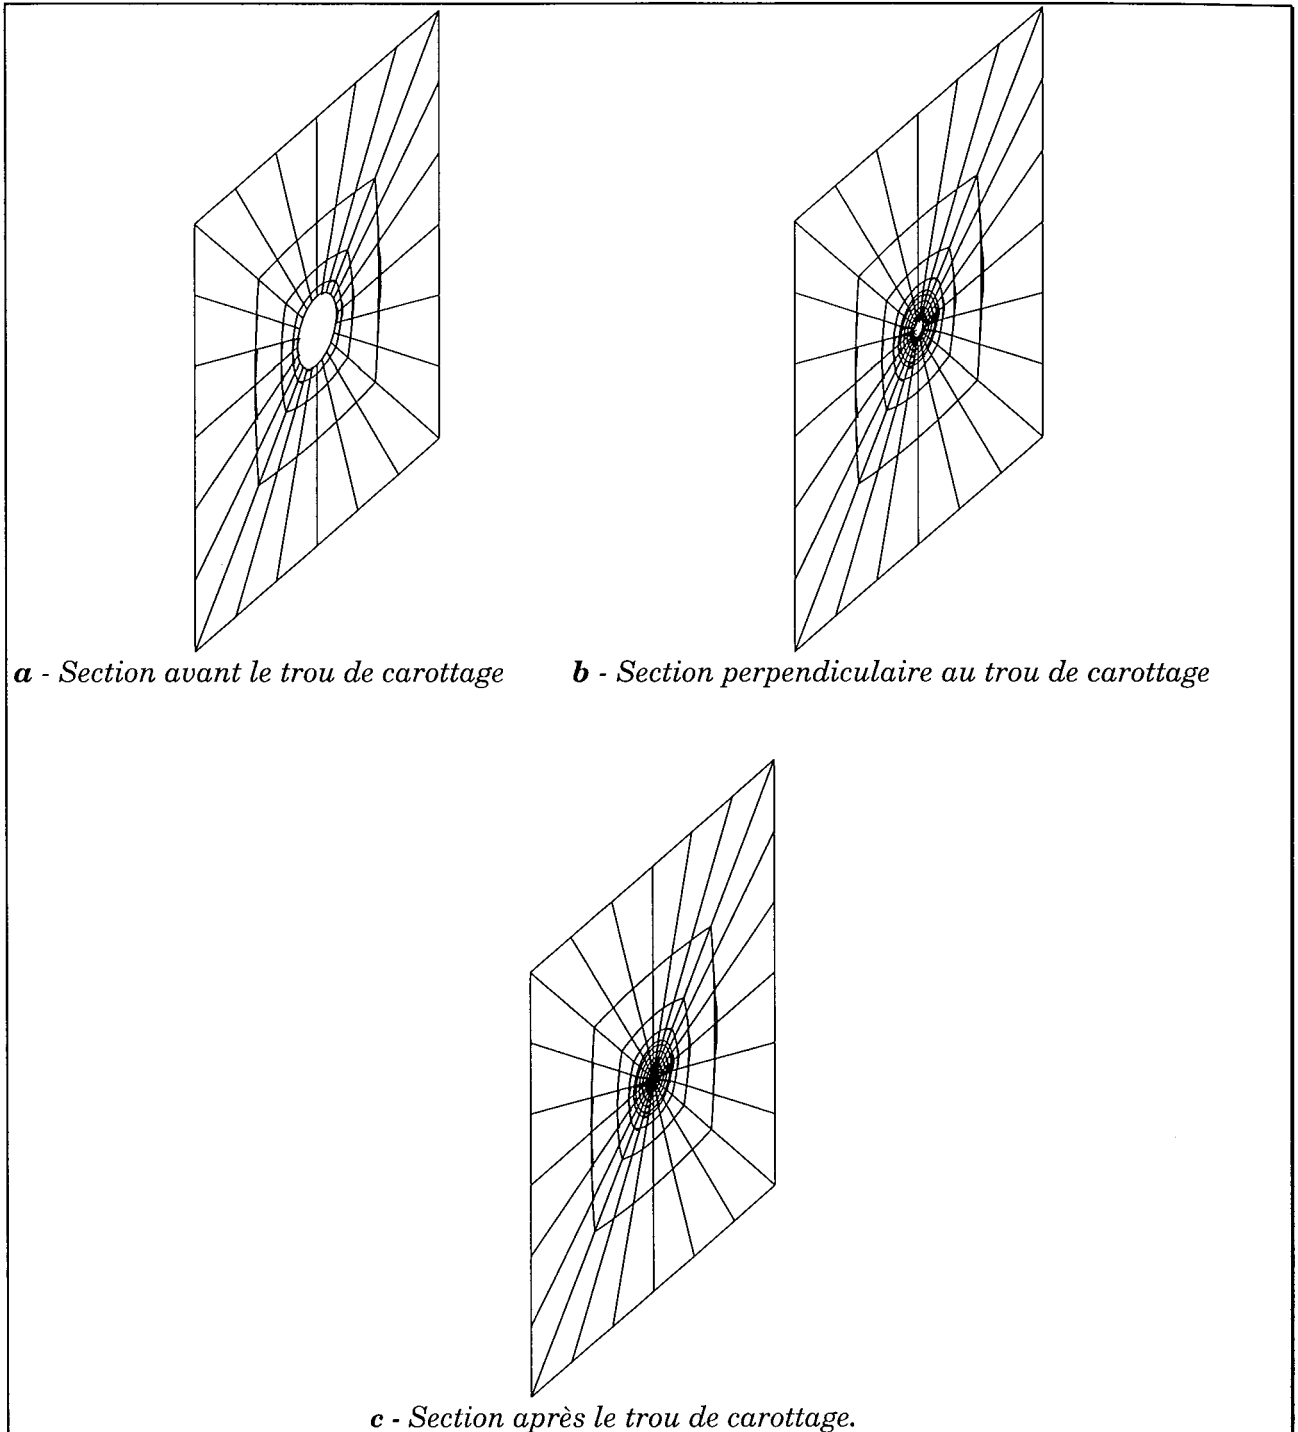 a - Section avant le trou de carottage
b - Section perpendiculaire au trou de carottage
c - Section après le trou de carottage.